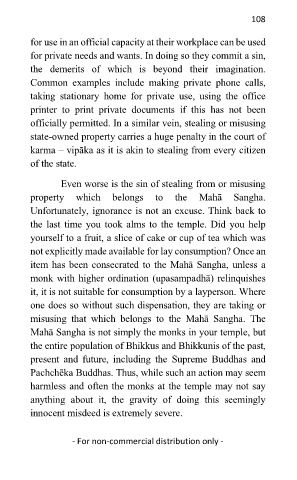 108
for use in an official capacity at their workplace can be used
for private needs and wants. In doing so they commit a sin,
the demerits of which is beyond their imagination.
Common examples include making private phone calls,
taking stationary home for private use, using the office
printer to print private documents if this has not been
officially permitted. In a similar vein, stealing or misusing
state-owned property carries a huge penalty in the court of
karma – vipāka as it is akin to stealing from every citizen
of the state.
Even worse is the sin of stealing from or misusing
property which belongs to the Mahā Sangha.
Unfortunately, ignorance is not an excuse. Think back to
the last time you took alms to the temple. Did you help
yourself to a fruit, a slice of cake or cup of tea which was
not explicitly made available for lay consumption? Once an
item has been consecrated to the Mahā Sangha, unless a
monk with higher ordination (upasampadhā) relinquishes
it, it is not suitable for consumption by a layperson. Where
one does so without such dispensation, they are taking or
misusing that which belongs to the Mahā Sangha. The
Mahā Sangha is not simply the monks in your temple, but
the entire population of Bhikkus and Bhikkunis of the past,
present and future, including the Supreme Buddhas and
Pachchēka Buddhas. Thus, while such an action may seem
harmless and often the monks at the temple may not say
anything about it, the gravity of doing this seemingly
innocent misdeed is extremely severe.
- For non-commercial distribution only -